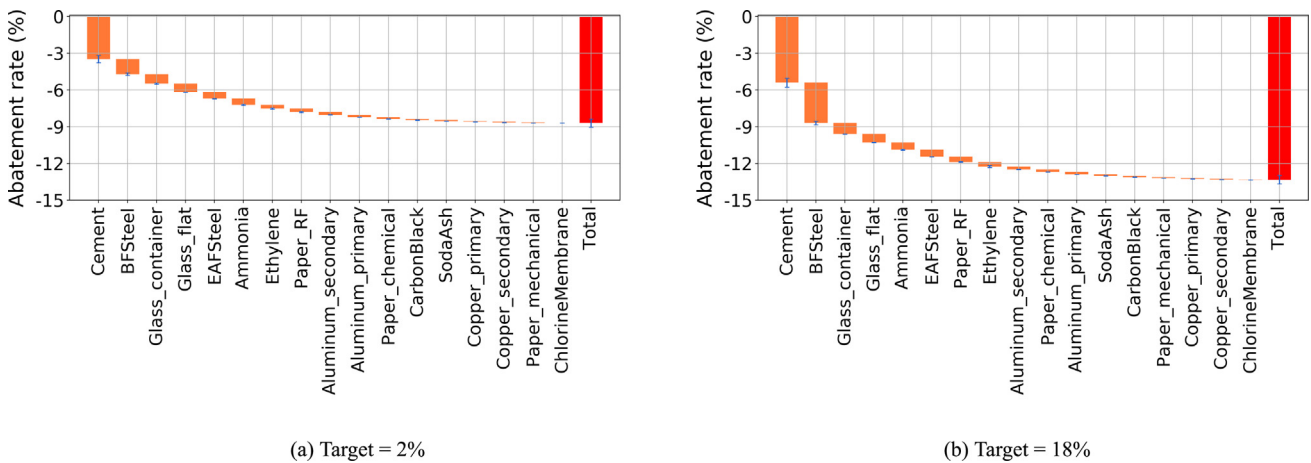 Abatement rate (%)
0
-3
-6
-9
-12
-15
Cement
BFSteel
Glass_container
Glass_flat
EAFSteel
Ammonia
Ethylene
Paper_RF
Aluminum_secondary
Aluminum_primary
Paper_chemical
CarbonBlack
SodaAsh
Copper_primary
Copper_secondary
Paper_mechanical
ChlorineMembrane
Total
(a) Target = 2%
Abatement rate (%)
0
-3
-6
-9
-12
-15
Cement
BFSteel
Glass_container
Glass_flat
Ammonia
EAFSteel
Paper_RF
Ethylene
Aluminum_secondary
Paper_chemical
Aluminum_primary
SodaAsh
CarbonBlack
Paper_mechanical
Copper_primary
Copper_secondary
ChlorineMembrane
Total
(b) Target = 18%